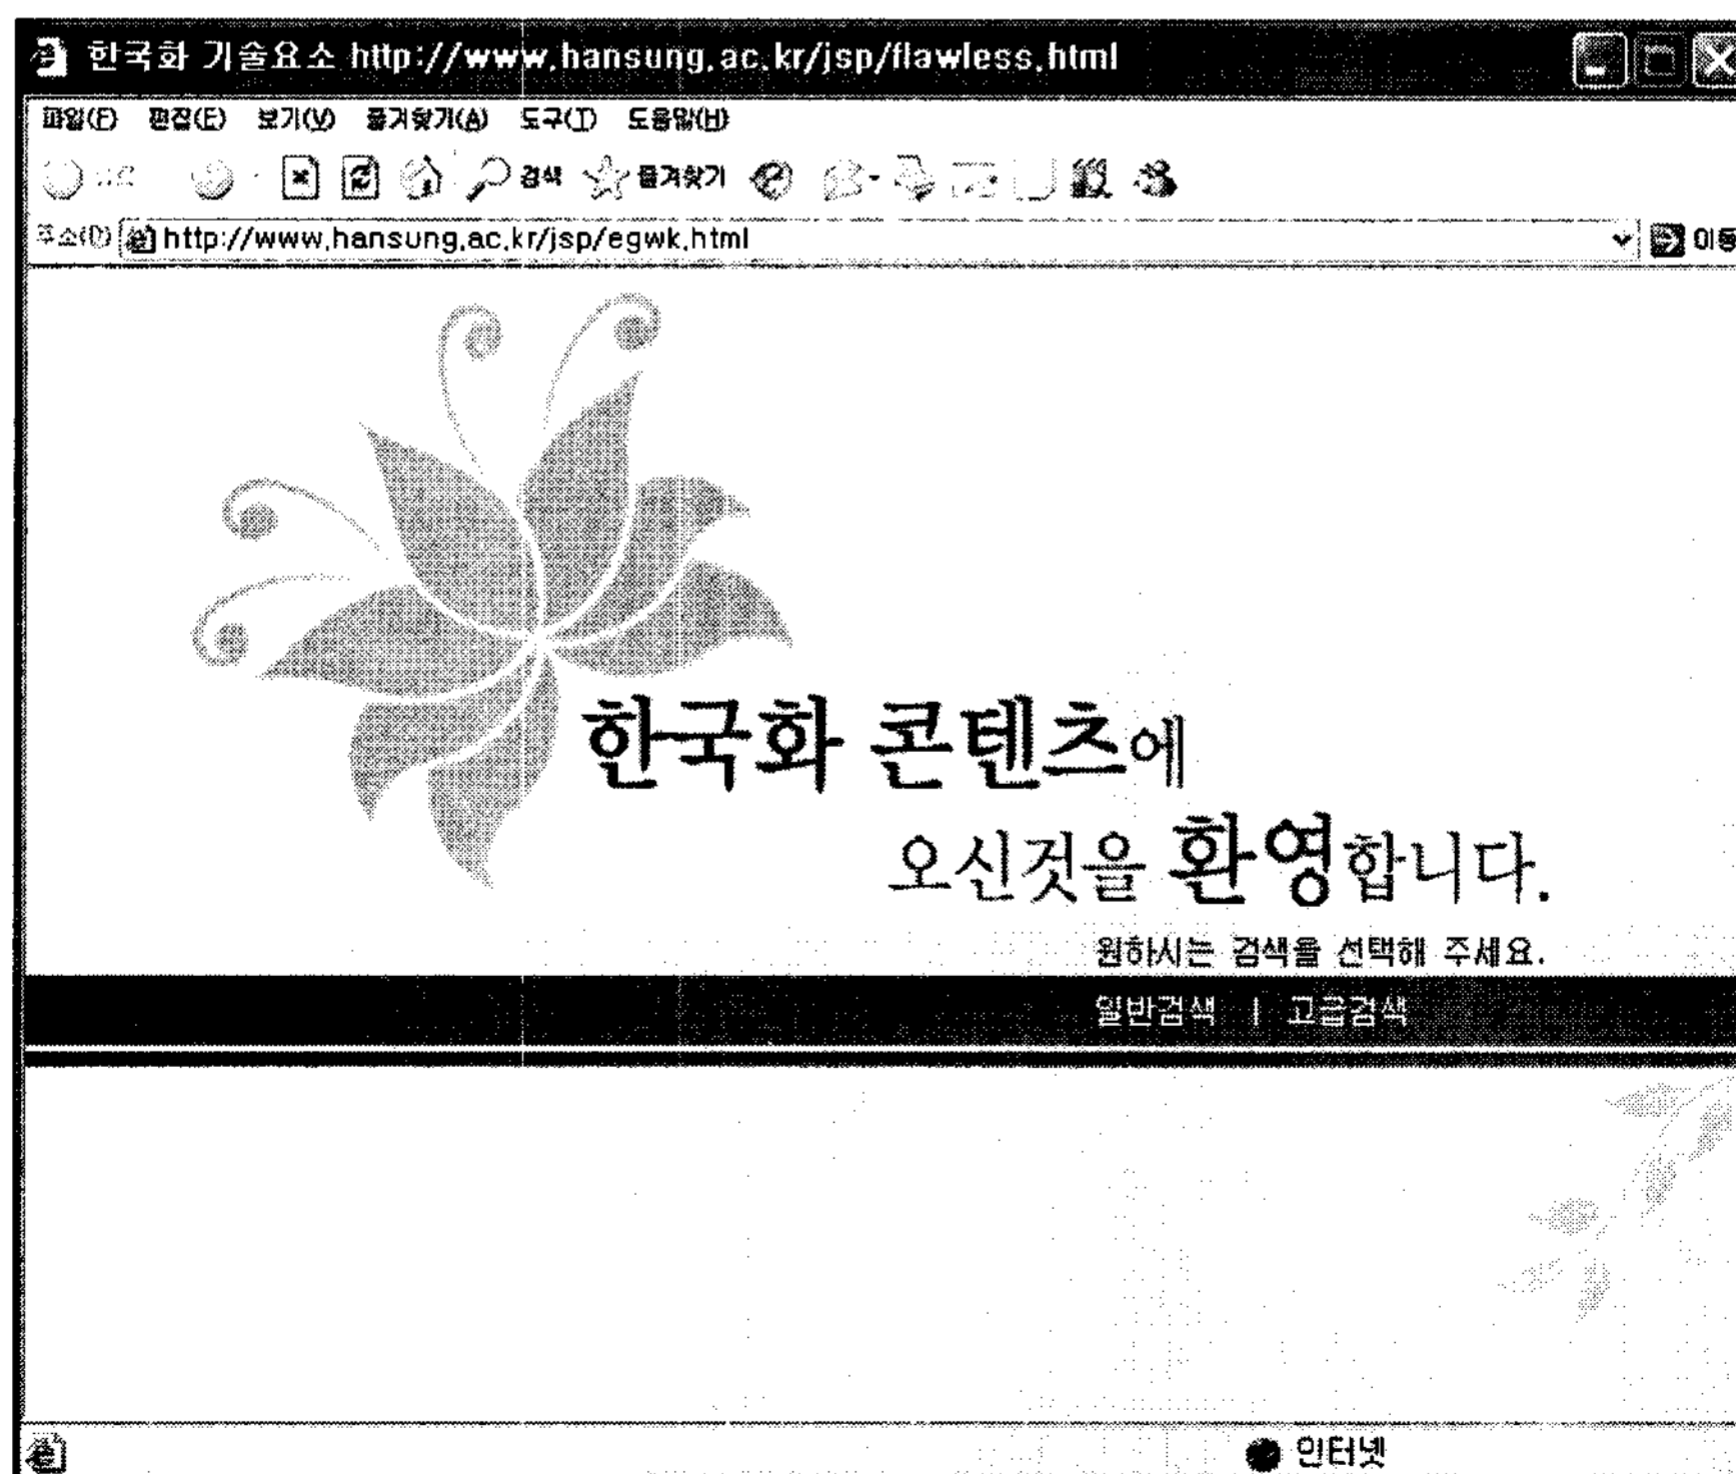 한국화 기술요소 http://www.hansung.ac.kr/jsp/flawless.html
파일(F) 편집(E) 보기(V) 즐겨찾기(A) 도구(T) 도움말(H)
검색 즐겨찾기
주소(D) http://www.hansung.ac.kr/jsp/egwk.html
한국화 콘텐츠에
오신것을 환영합니다.
원하시는 검색을 선택해 주세요.
일반검색 | 고급검색
인터넷